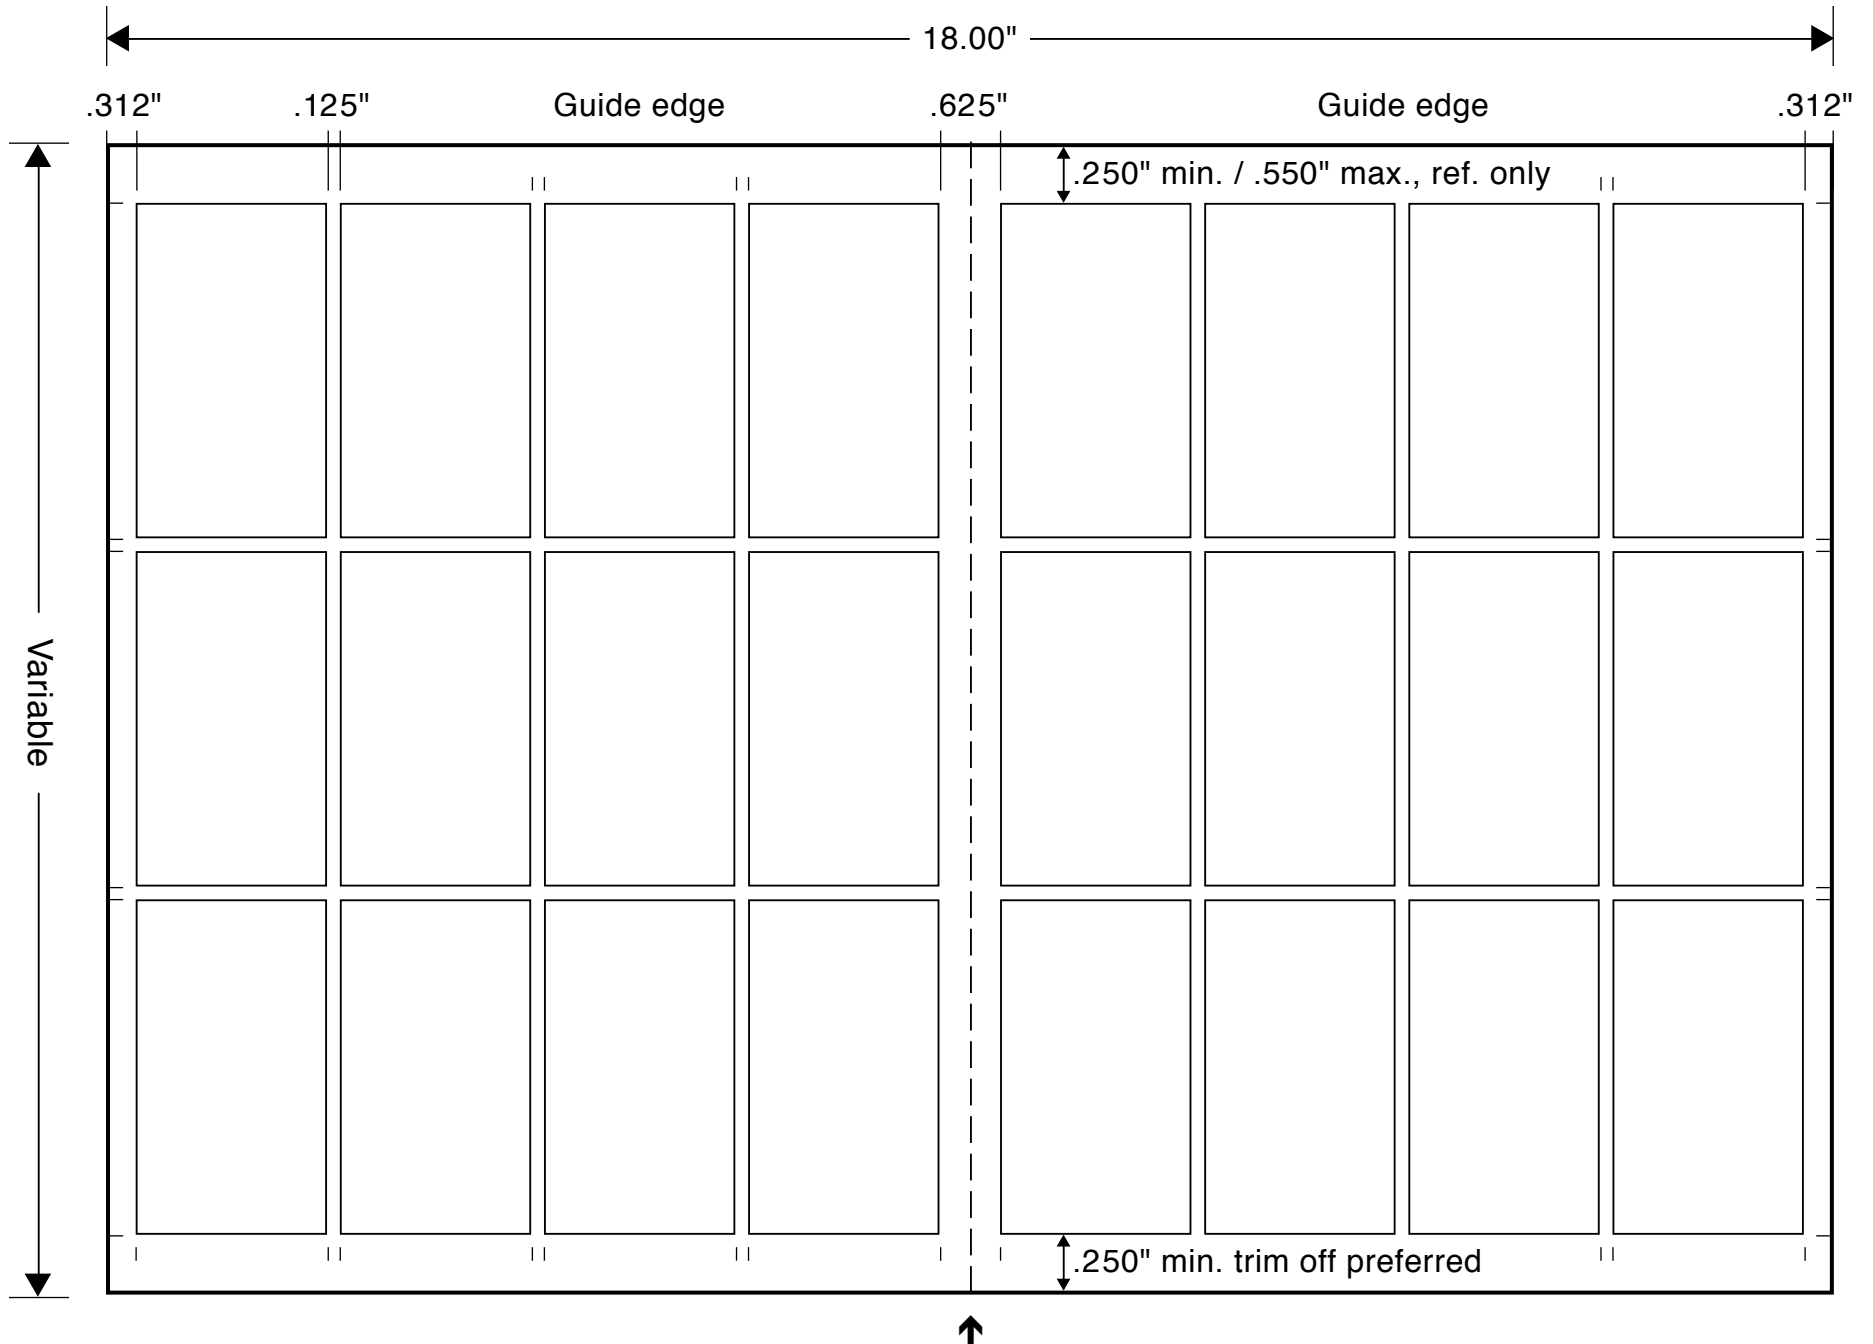 18.00"
.312" .125" Guide edge .625" Guide edge .312"
.250" min. / .550" max., ref. only
Variable
.250" min. trim off preferred